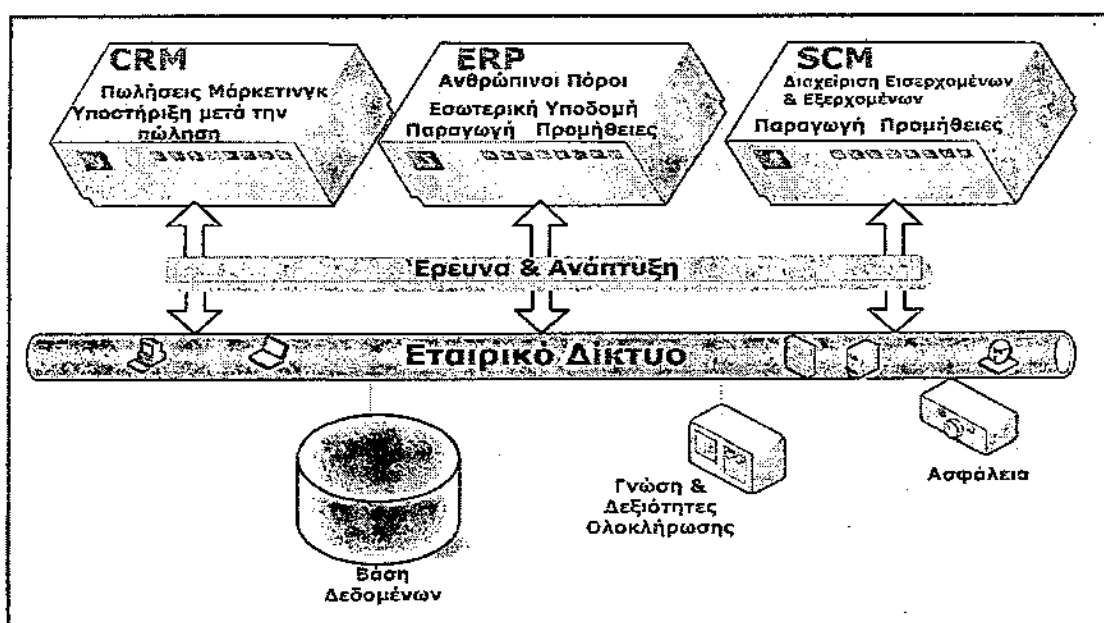 CRM
Πωλήσεις Μάρκετινγκ
Υποστήριξη μετά την
πώληση
ERP
Ανθρώπινοι Πόροι
Εσωτερική Υποδομή
Παραγωγή Προμήθειες
SCM
Διαχείριση Εισερχομένων
& Εξερχομένων
Παραγωγή Προμήθειες
Έρευνα & Ανάπτυξη
Εταιρικό Δίκτυο
Βάση
Δεδομένων
Γνώση &
Δεξιότητες
Ολοκλήρωσης
Ασφάλεια